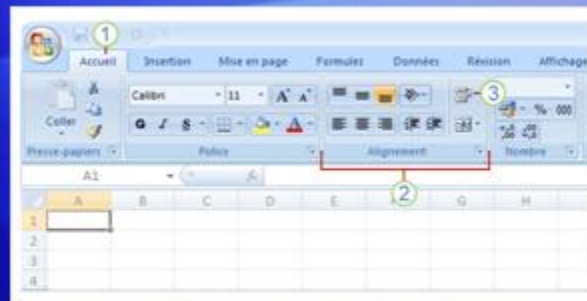 1
Accueil Insertion Mise en page Formules Données Révision Affichage
Calibri 11 A A 3
Coller G I S A % 000
Presse-papiers Police Alignement Nombre
A1 2
A B C D E G H
1
2
3
4